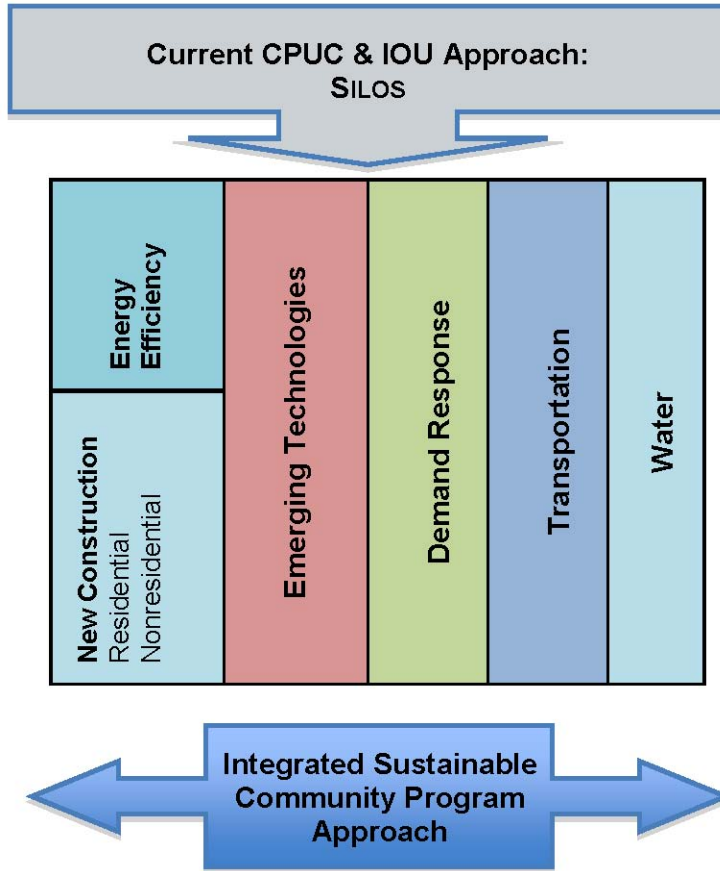 Current CPUC & IOU Approach:
SILOS
Energy
Efficiency
New Construction
Residential
Nonresidential
Emerging Technologies
Demand Response
Transportation
Water
Integrated Sustainable
Community Program
Approach